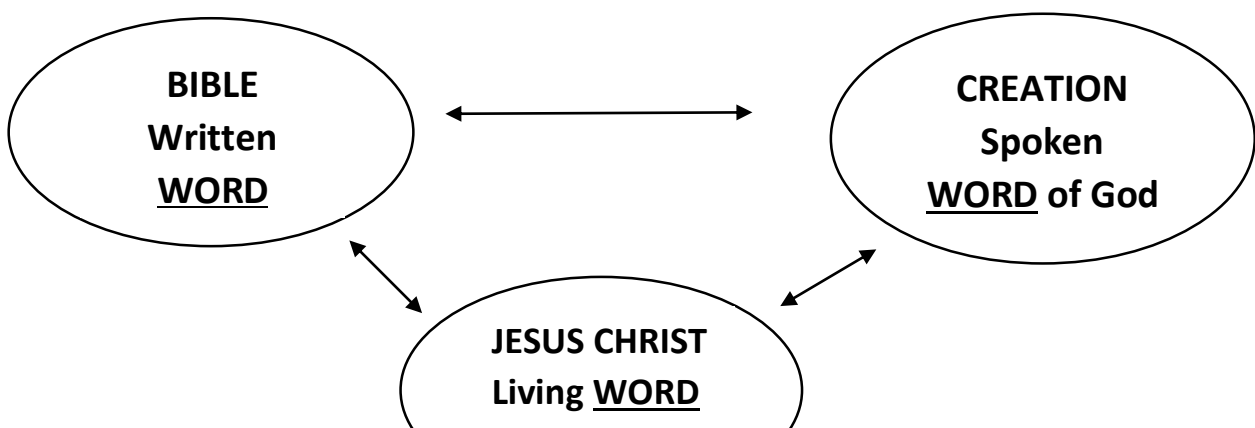 BIBLE
Written
WORD
CREATION
Spoken
WORD of God
JESUS CHRIST
Living WORD